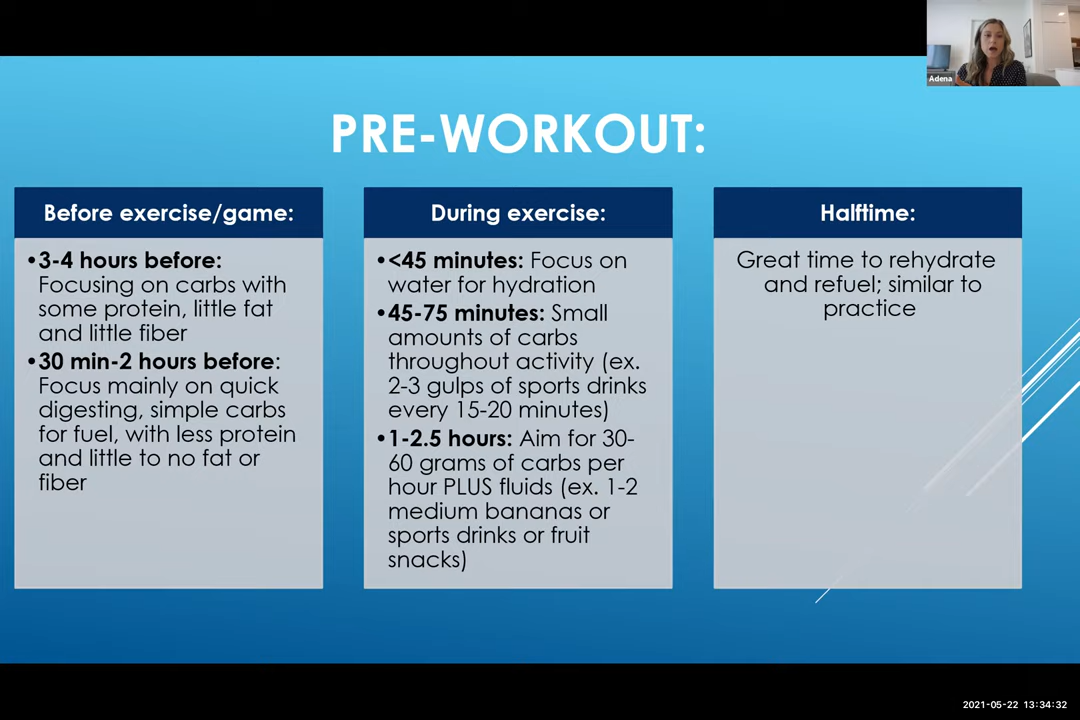 Adena
PRE-WORKOUT:
Before exercise/game:
•3-4 hours before:
Focusing on carbs with
some protein, little fat
and little fiber
•30 min-2 hours before:
Focus mainly on quick
digesting, simple carbs
for fuel, with less protein
and little to no fat or
fiber
During exercise:
•<45 minutes: Focus on
water for hydration
•45-75 minutes: Small
amounts of carbs
throughout activity (ex.
2-3 gulps of sports drinks
every 15-20 minutes)
•1-2.5 hours: Aim for 30-
60 grams of carbs per
hour PLUS fluids (ex. 1-2
medium bananas or
sports drinks or fruit
snacks)
Halftime:
Great time to rehydrate
and refuel; similar to
practice
2021-05-22 13:34:32